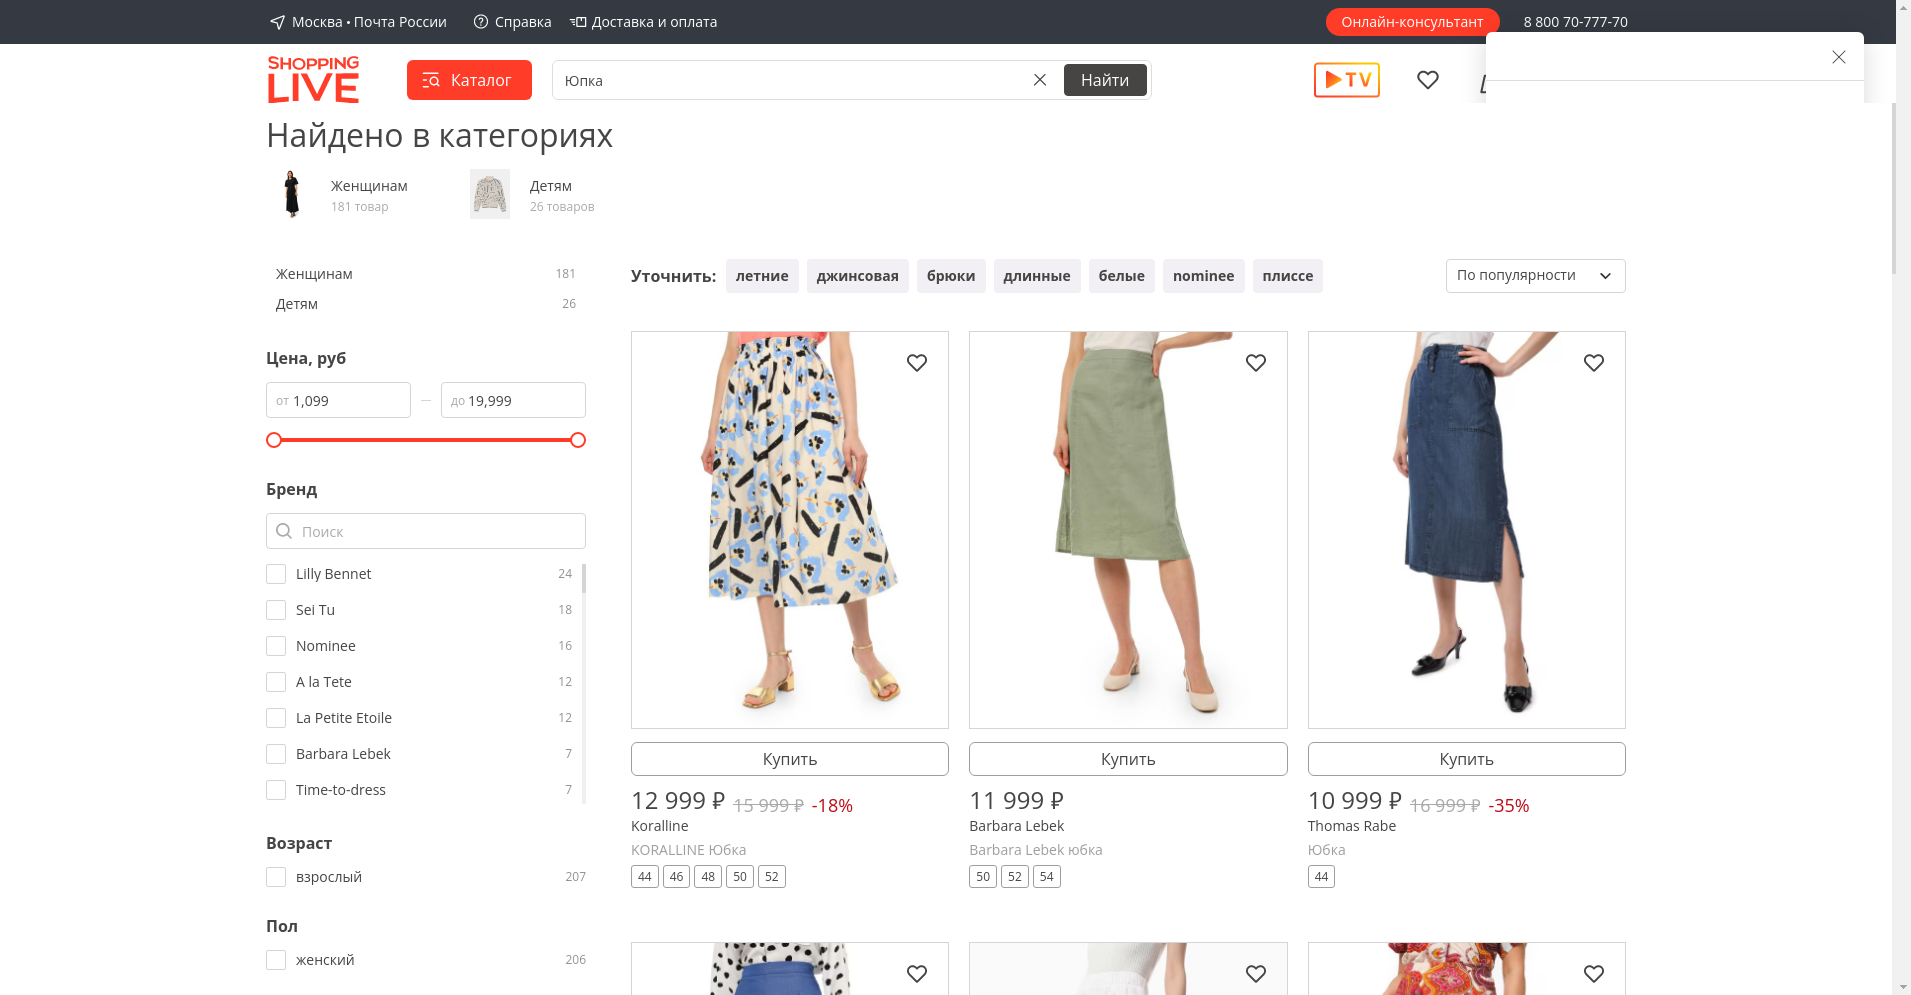 Москва • Почта России
Справка
Доставка и оплата
Онлайн-консультант
8 800 70-777-70
SHOPPING
LIVE
Каталог
Юпка
Найти
TV
Найдено в категориях
Женщинам
181 товар
Детям
26 товаров
Женщинам 181
Детям 26
Цена, руб
от 1,099 — до 19,999
Бренд
Поиск
Lilly Bennet 24
Sei Tu 18
Nominee 16
A la Tete 12
La Petite Etoile 12
Barbara Lebek 7
Time-to-dress 7
Возраст
взрослый 207
Пол
женский 206
Уточнить: летние джинсовая брюки длинные белые nominee плиссе
По популярности
Купить
12 999 ₽ 15 999 ₽ -18%
Koralline
KORALLINE Юбка
44 46 48 50 52
Купить
11 999 ₽
Barbara Lebek
Barbara Lebek юбка
50 52 54
Купить
10 999 ₽ 16 999 ₽ -35%
Thomas Rabe
Юбка
44